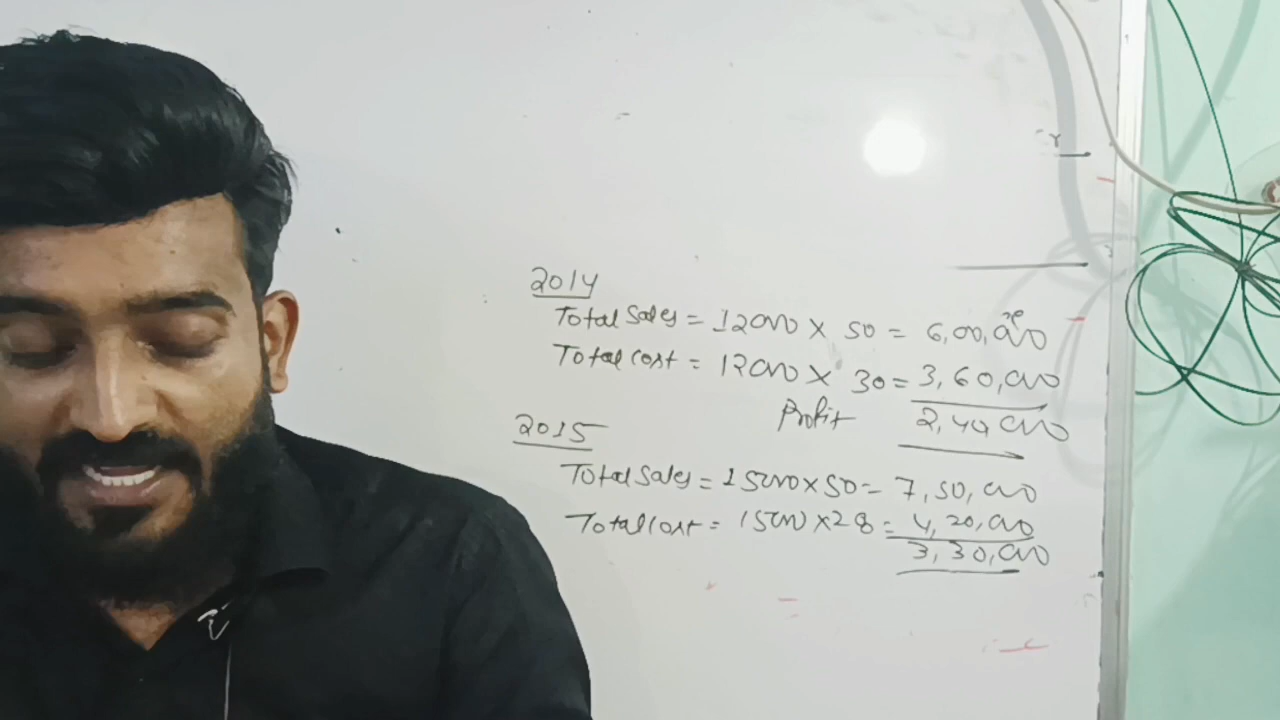 2014
Total Sales = 12000 × 50 = 6,00,000
Total Cost = 12000 × 30 = 3,60,000
Profit 2,40,000
2015
Total Sales = 15000 × 50 = 7,50,000
Total Cost = 15000 × 28 = 4,20,000
3,30,000